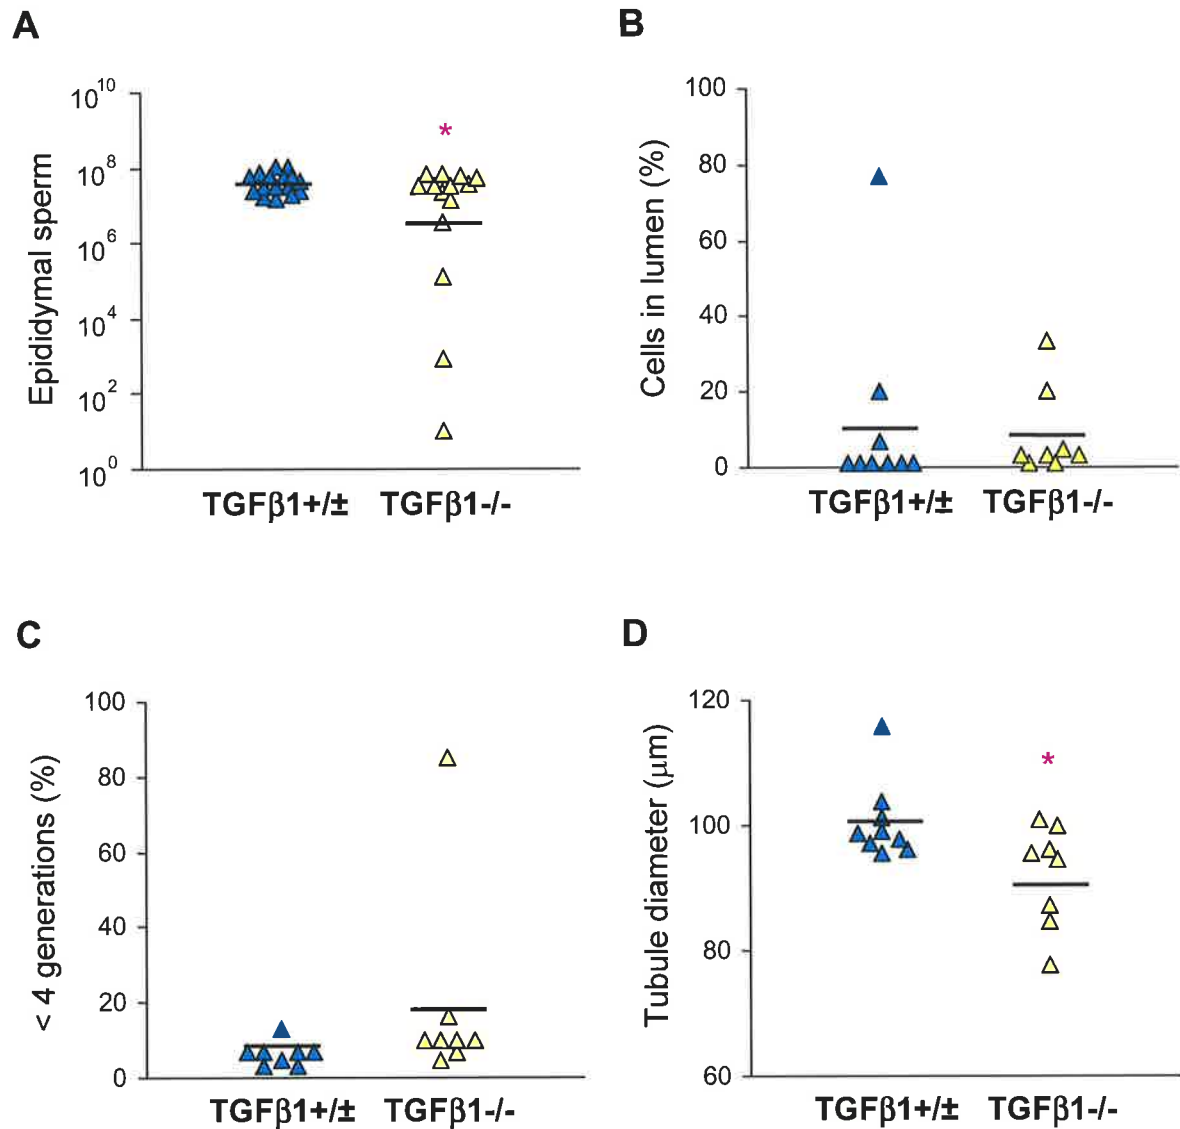 A
Epididymal sperm
10^10
10^8
10^6
10^4
10^2
10^0
*
TGFβ1+/± TGFβ1-/-
B
Cells in lumen (%)
100
80
60
40
20
0
TGFβ1+/± TGFβ1-/-
C
< 4 generations (%)
100
80
60
40
20
0
TGFβ1+/± TGFβ1-/-
D
Tubule diameter (μm)
120
100
80
60
*
TGFβ1+/± TGFβ1-/-